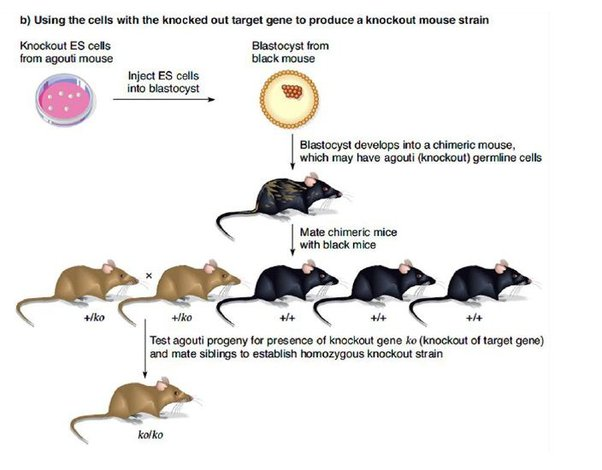 b) Using the cells with the knocked out target gene to produce a knockout mouse strain
Knockout ES cells
from agouti mouse
Inject ES cells
into blastocyst
Blastocyst from
black mouse
Blastocyst develops into a chimeric mouse,
which may have agouti (knockout) germline cells
Mate chimeric mice
with black mice
x
+/ko
+/ko
+/+
+/+
+/+
Test agouti progeny for presence of knockout gene ko (knockout of target gene)
and mate siblings to establish homozygous knockout strain
ko/ko